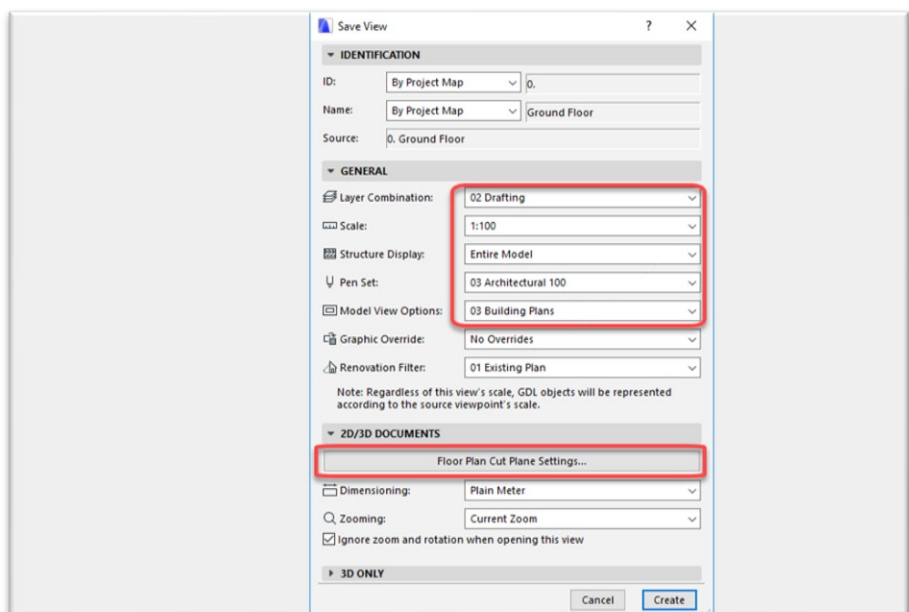 Save View ? ×
IDENTIFICATION
ID: By Project Map 0.
Name: By Project Map Ground Floor
Source: 0. Ground Floor
GENERAL
Layer Combination: 02 Drafting
Scale: 1:100
Structure Display: Entire Model
Pen Set: 03 Architectural 100
Model View Options: 03 Building Plans
Graphic Override: No Overrides
Renovation Filter: 01 Existing Plan
Note: Regardless of this view's scale, GDL objects will be represented
according to the source viewpoint's scale.
2D/3D DOCUMENTS
Floor Plan Cut Plane Settings...
Dimensioning: Plain Meter
Zooming: Current Zoom
Ignore zoom and rotation when opening this view
3D ONLY
Cancel Create